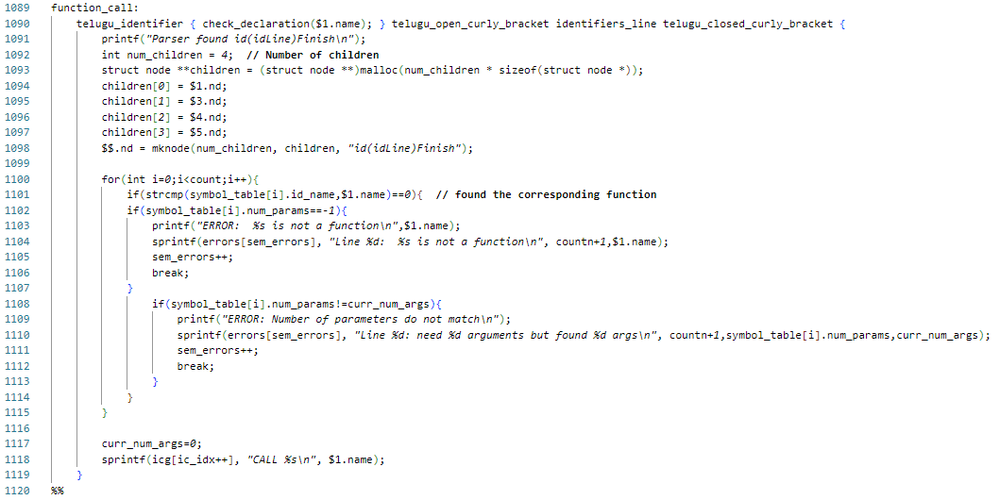 1089 function_call:
1090     telugu_identifier { check_declaration($1.name); } telugu_open_curly_bracket identifiers_line telugu_closed_curly_bracket {
1091         printf("Parser found id(idLine)Finish\n");
1092         int num_children = 4;  // Number of children
1093         struct node **children = (struct node **)malloc(num_children * sizeof(struct node *));
1094         children[0] = $1.nd;
1095         children[1] = $3.nd;
1096         children[2] = $4.nd;
1097         children[3] = $5.nd;
1098         $$.nd = mknode(num_children, children, "id(idLine)Finish");
1099
1100         for(int i=0;i<count;i++){
1101             if(strcmp(symbol_table[i].id_name,$1.name)==0){  // found the corresponding function
1102             if(symbol_table[i].num_params==-1){
1103                 printf("ERROR:  %s is not a function\n",$1.name);
1104                 sprintf(errors[sem_errors], "Line %d:  %s is not a function\n", countn+1,$1.name);
1105                 sem_errors++;
1106                 break;
1107             }
1108                 if(symbol_table[i].num_params!=curr_num_args){
1109                     printf("ERROR: Number of parameters do not match\n");
1110                     sprintf(errors[sem_errors], "Line %d: need %d arguments but found %d args\n", countn+1,symbol_table[i].num_params,curr_num_args);
1111                     sem_errors++;
1112                     break;
1113                 }
1114             }
1115         }
1116
1117         curr_num_args=0;
1118         sprintf(icg[ic_idx++], "CALL %s\n", $1.name);
1119     }
1120 %%